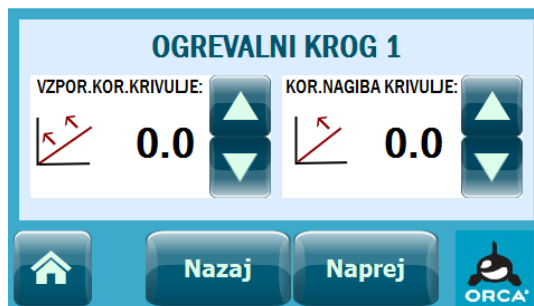 OGREVALNI KROG 1
VZPOR.KOR.KRIVULJE:
0.0
KOR.NAGIBA KRIVULJE:
0.0
Nazaj
Naprej
ORCA